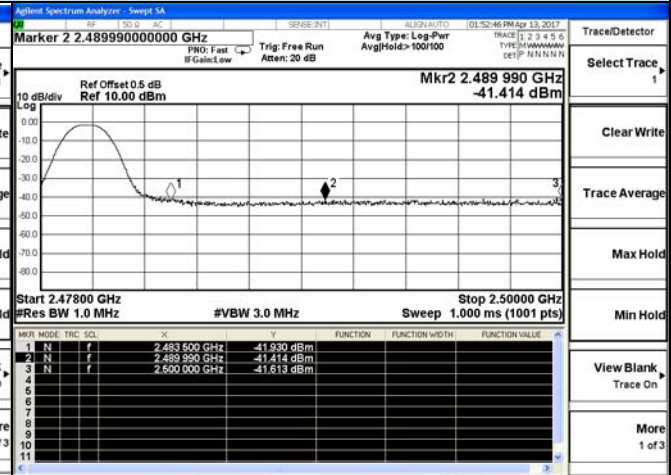 Agilent Spectrum Analyzer - Swept SA
RF 50 Ω AC SENSE:INT ALIGN AUTO 01:52:46 PM Apr 13, 2017
Marker 2 2.489990000000 GHz
PNO: Fast
IFGain:Low
Trig: Free Run
Atten: 20 dB
Avg Type: Log-Pwr
Avg|Hold:>100/100
TRACE 1 2 3 4 5 6
TYPE M WWWWW
DET P N N N N N
Ref Offset 0.5 dB
10 dB/div Ref 10.00 dBm
Log
Mkr2 2.489 990 GHz
-41.414 dBm
0.00
-10.0
-20.0
-30.0
-40.0
-50.0
-60.0
-70.0
-80.0
1
2
3
Start 2.47800 GHz Stop 2.50000 GHz
#Res BW 1.0 MHz #VBW 3.0 MHz Sweep 1.000 ms (1001 pts)
MKR MODE TRC SCL X Y FUNCTION FUNCTION WIDTH FUNCTION VALUE
1 N f 2.483 500 GHz -41.930 dBm
2 N f 2.489 990 GHz -41.414 dBm
3 N f 2.500 000 GHz -41.613 dBm
4
5
6
7
8
9
10
11
Trace/Detector
Select Trace
1
Clear Write
Trace Average
Max Hold
Min Hold
View Blank
Trace On
More
1 of 3